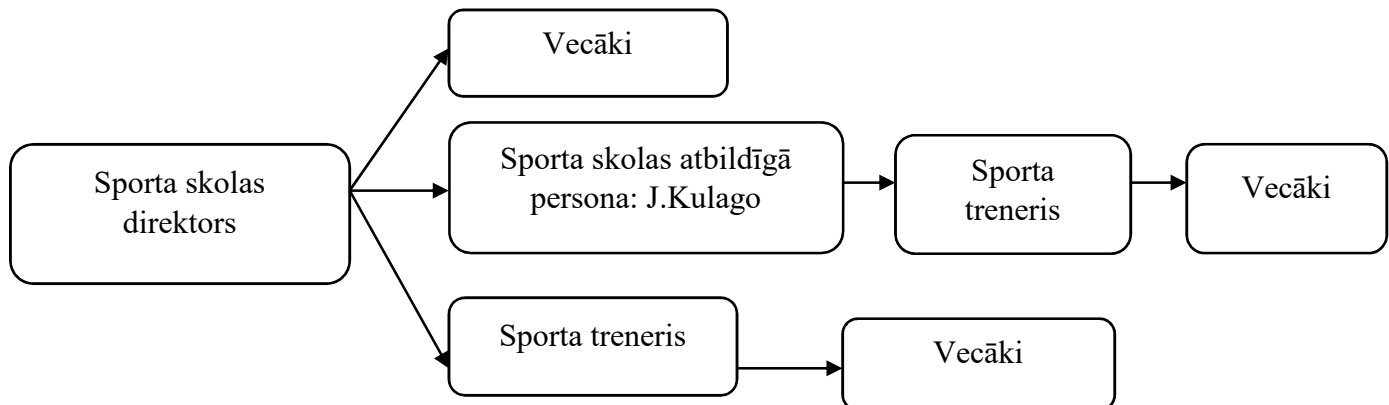 Vecāki
Sporta skolas
direktors
Sporta skolas atbildīgā
persona: J.Kulago
Sporta
treneris
Vecāki
Sporta treneris
Vecāki